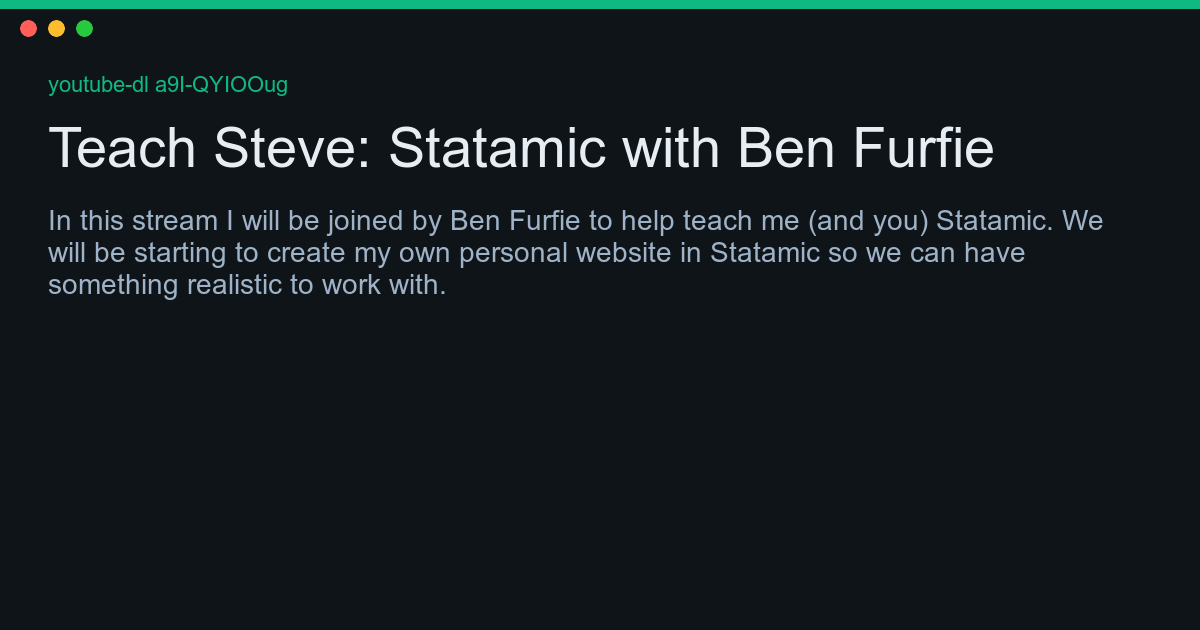 youtube-dl a9I-QYIOOug
Teach Steve: Statamic with Ben Furfie
In this stream I will be joined by Ben Furfie to help teach me (and you) Statamic. We
will be starting to create my own personal website in Statamic so we can have
something realistic to work with.